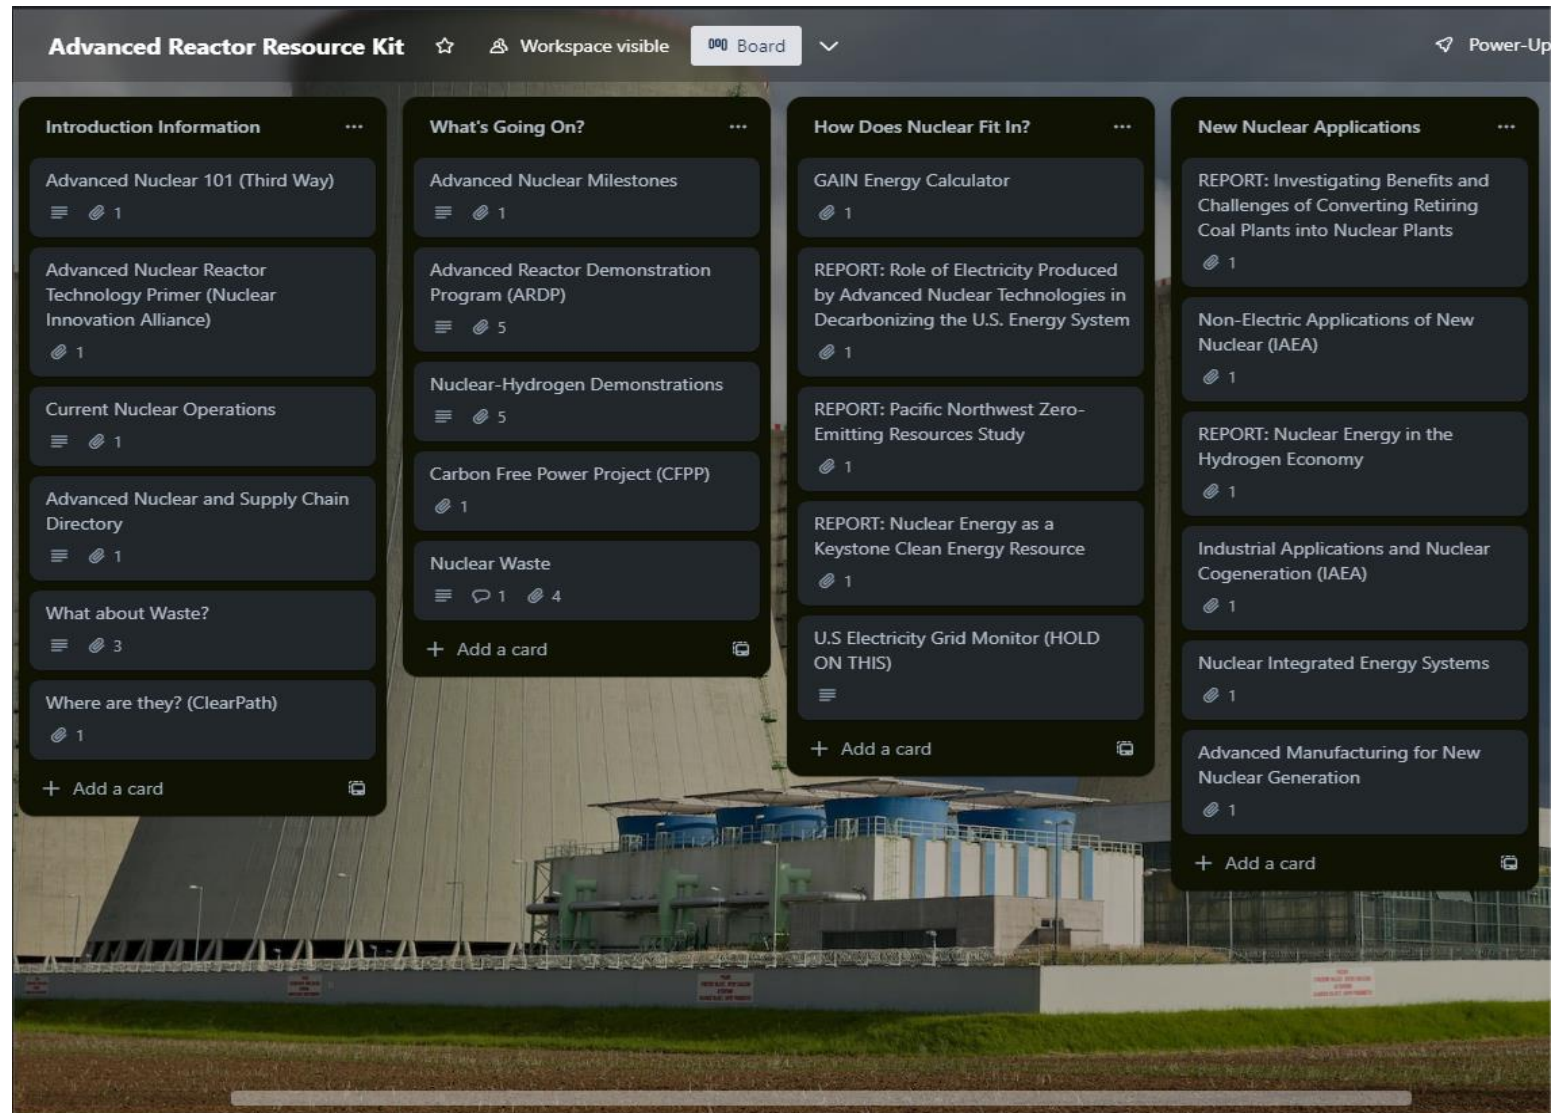 Advanced Reactor Resource Kit
Workspace visible
Board
Power-Up
Introduction Information
Advanced Nuclear 101 (Third Way)
1
Advanced Nuclear Reactor
Technology Primer (Nuclear
Innovation Alliance)
1
Current Nuclear Operations
1
Advanced Nuclear and Supply Chain
Directory
1
What about Waste?
3
Where are they? (ClearPath)
1
+ Add a card
What's Going On?
Advanced Nuclear Milestones
1
Advanced Reactor Demonstration
Program (ARDP)
5
Nuclear-Hydrogen Demonstrations
5
Carbon Free Power Project (CFPP)
1
Nuclear Waste
1 4
+ Add a card
How Does Nuclear Fit In?
GAIN Energy Calculator
1
REPORT: Role of Electricity Produced
by Advanced Nuclear Technologies in
Decarbonizing the U.S. Energy System
1
REPORT: Pacific Northwest Zero-
Emitting Resources Study
1
REPORT: Nuclear Energy as a
Keystone Clean Energy Resource
1
U.S Electricity Grid Monitor (HOLD
ON THIS)
+ Add a card
New Nuclear Applications
REPORT: Investigating Benefits and
Challenges of Converting Retiring
Coal Plants into Nuclear Plants
1
Non-Electric Applications of New
Nuclear (IAEA)
1
REPORT: Nuclear Energy in the
Hydrogen Economy
1
Industrial Applications and Nuclear
Cogeneration (IAEA)
1
Nuclear Integrated Energy Systems
1
Advanced Manufacturing for New
Nuclear Generation
1
+ Add a card